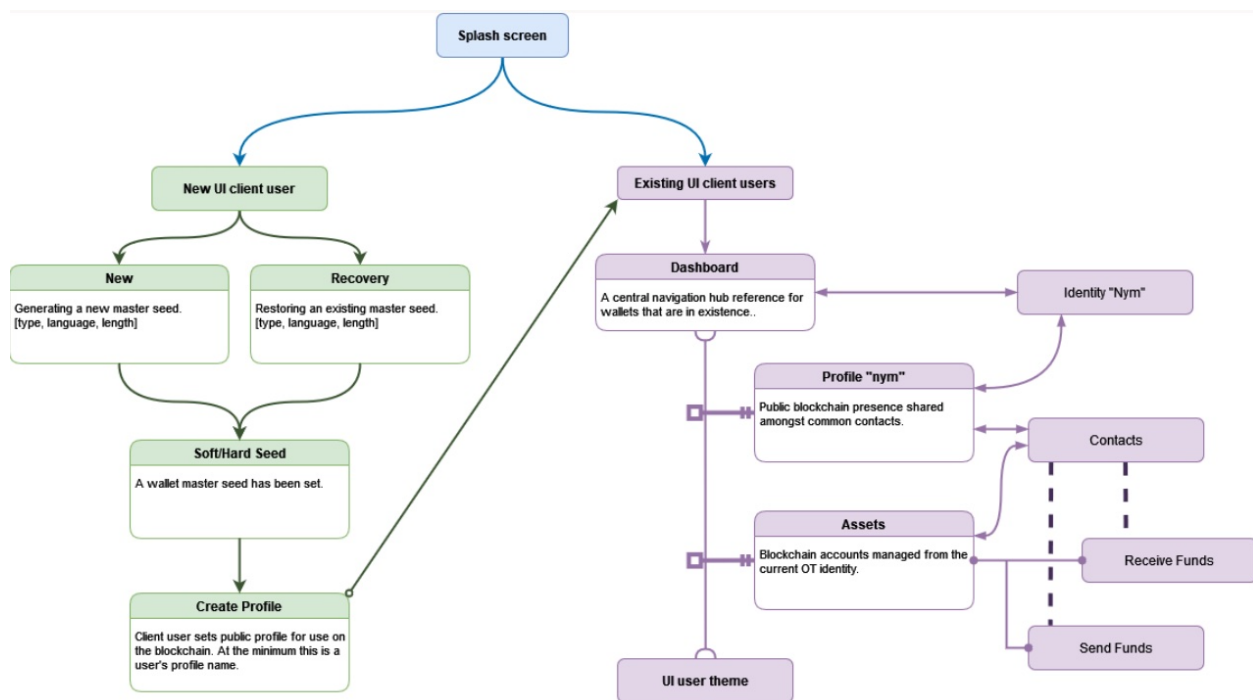 Splash screen
New UI client user
Existing UI client users
New
Generating a new master seed.
[type, language, length]
Recovery
Restoring an existing master seed.
[type, language, length]
Dashboard
A central navigation hub reference for
wallets that are in existence..
Identity "Nym"
Profile "nym"
Public blockchain presence shared
amongst common contacts.
Contacts
Soft/Hard Seed
A wallet master seed has been set.
Assets
Blockchain accounts managed from the
current OT identity.
Receive Funds
Create Profile
Client user sets public profile for use on
the blockchain. At the minimum this is a
user's profile name.
Send Funds
UI user theme